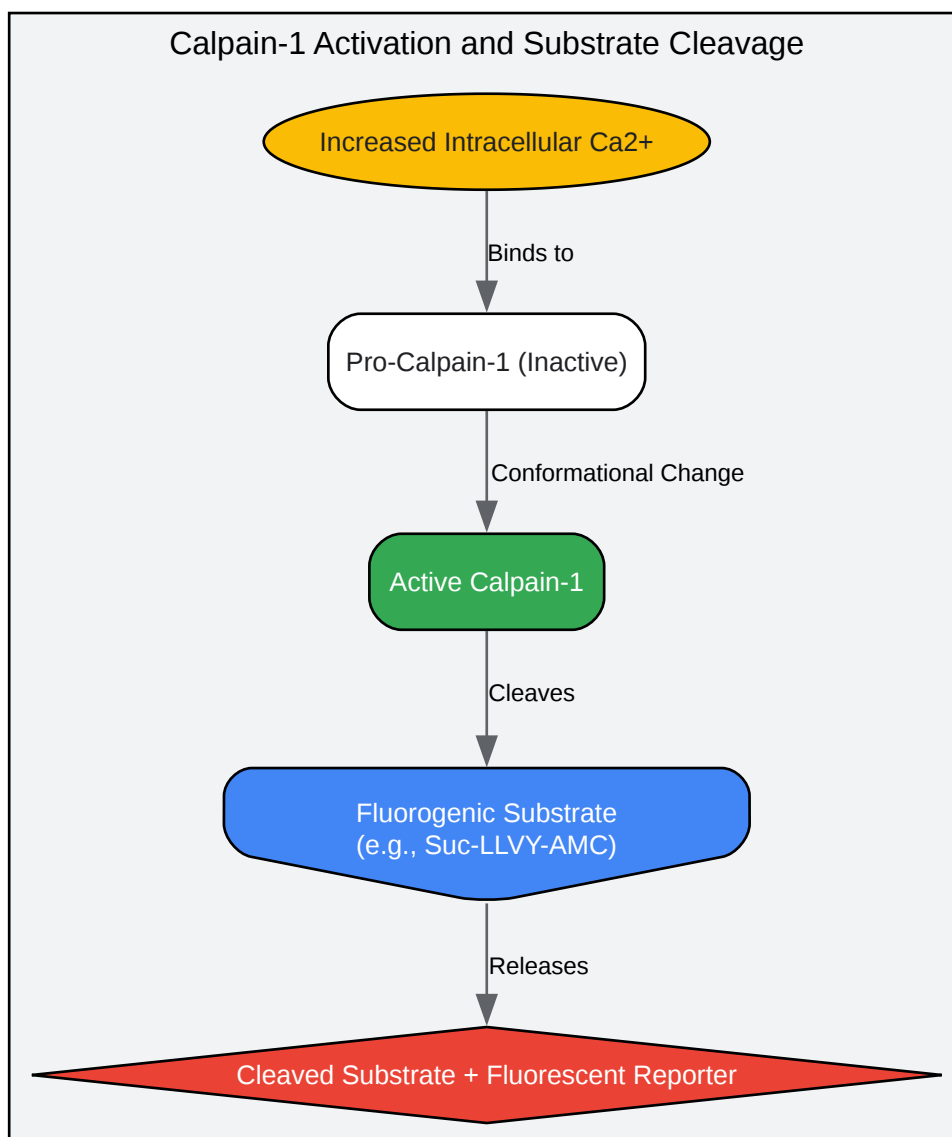 Calpain-1 Activation and Substrate Cleavage
Increased Intracellular Ca2+
Binds to
Pro-Calpain-1 (Inactive)
Conformational Change
Active Calpain-1
Cleaves
Fluorogenic Substrate
(e.g., Suc-LLVY-AMC)
Releases
Cleaved Substrate + Fluorescent Reporter